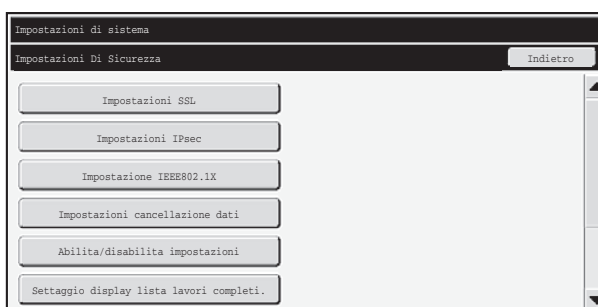 Impostazioni di sistema
Impostazioni Di Sicurezza
Indietro
Impostazioni SSL
Impostazioni IPsec
Impostazione IEEE802.1X
Impostazioni cancellazione dati
Abilita/disabilita impostazioni
Settaggio display lista lavori completi.